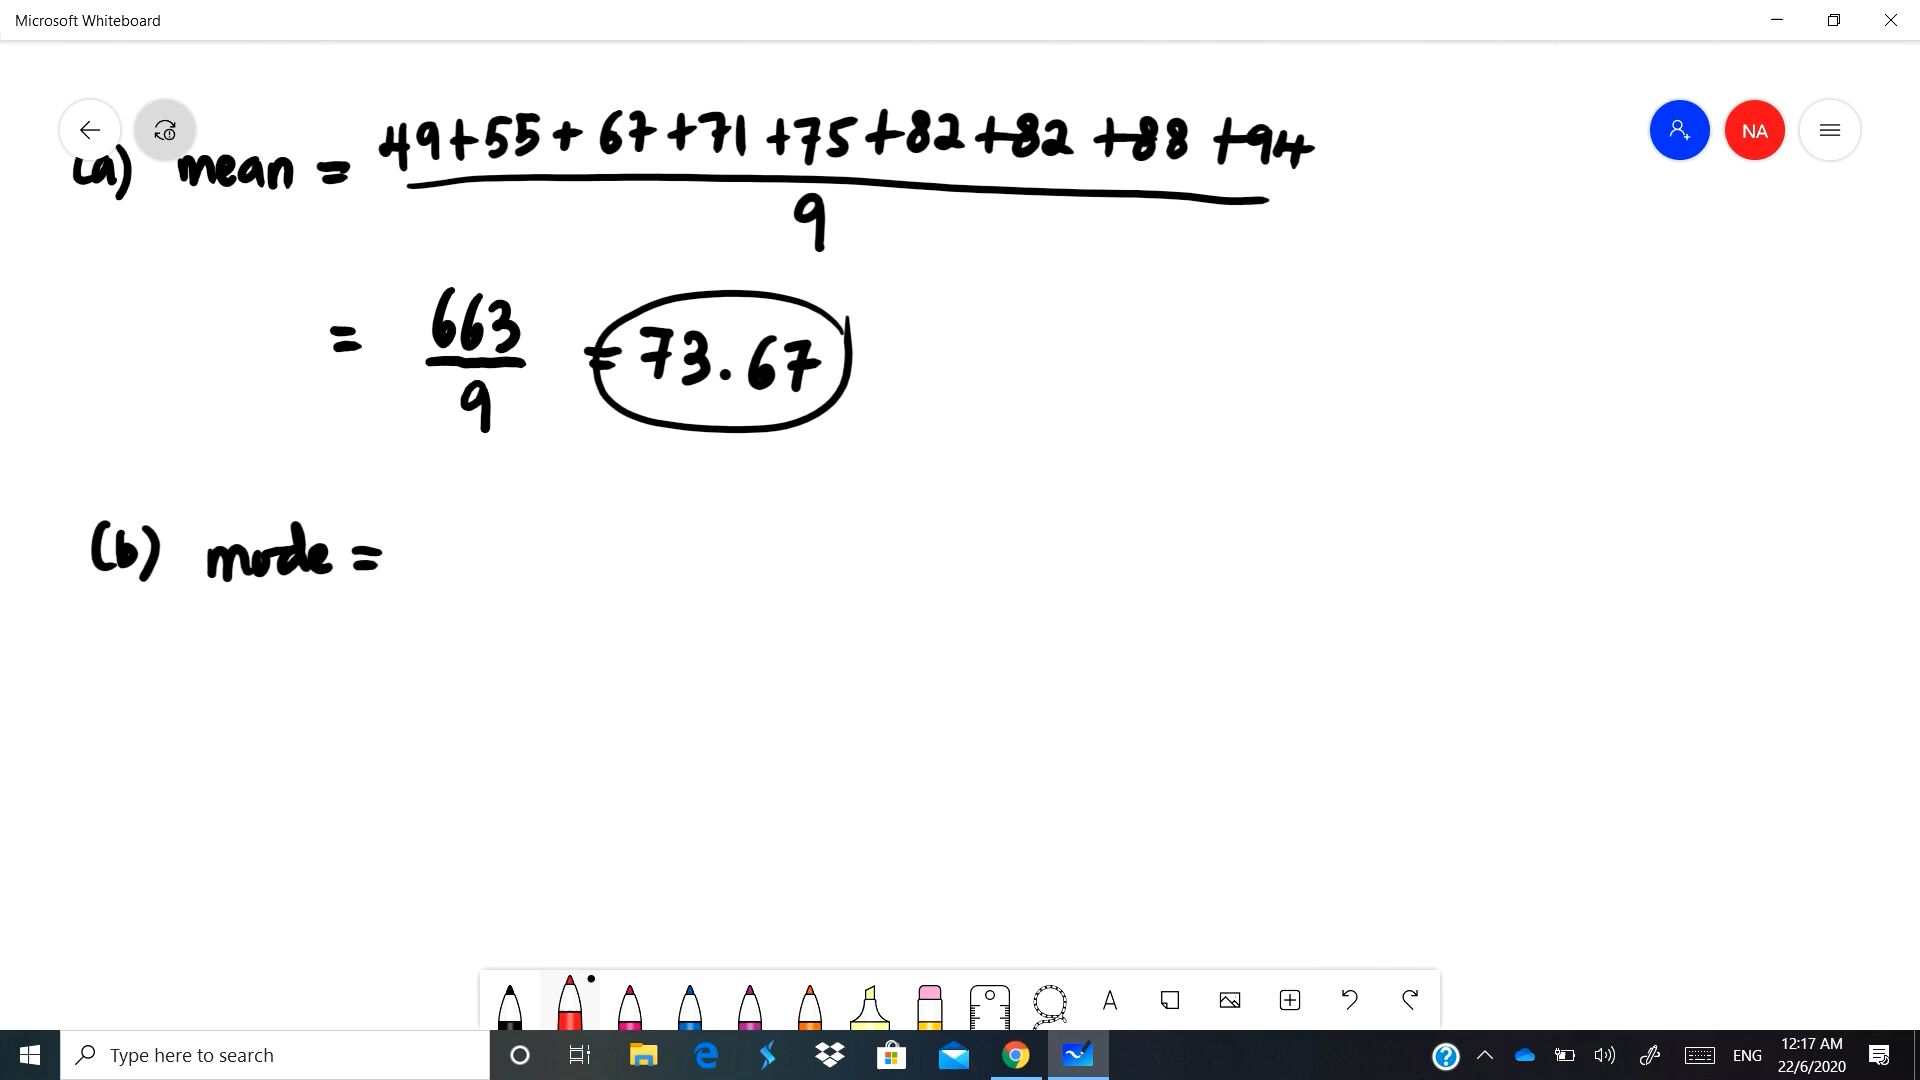 Microsoft Whiteboard
49+55+67+71+75+82+82+88+94
(a) mean =
9
NA
= 663 = 73.67
9
(b) mode =
A
Type here to search
ENG
12:17 AM
22/6/2020